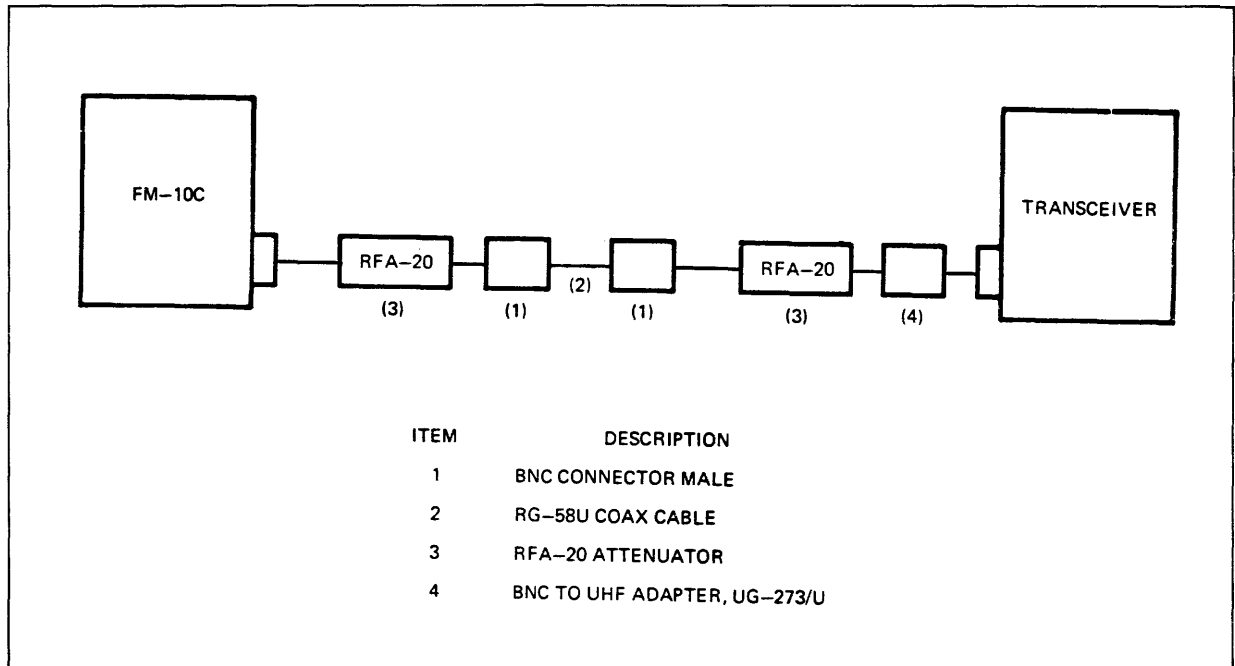 FM-10C
TRANSCEIVER
RFA-20
RFA-20
(2)
(3)
(1)
(1)
(3)
(4)
ITEM DESCRIPTION
1 BNC CONNECTOR MALE
2 RG-58U COAX CABLE
3 RFA-20 ATTENUATOR
4 BNC TO UHF ADAPTER, UG-273/U